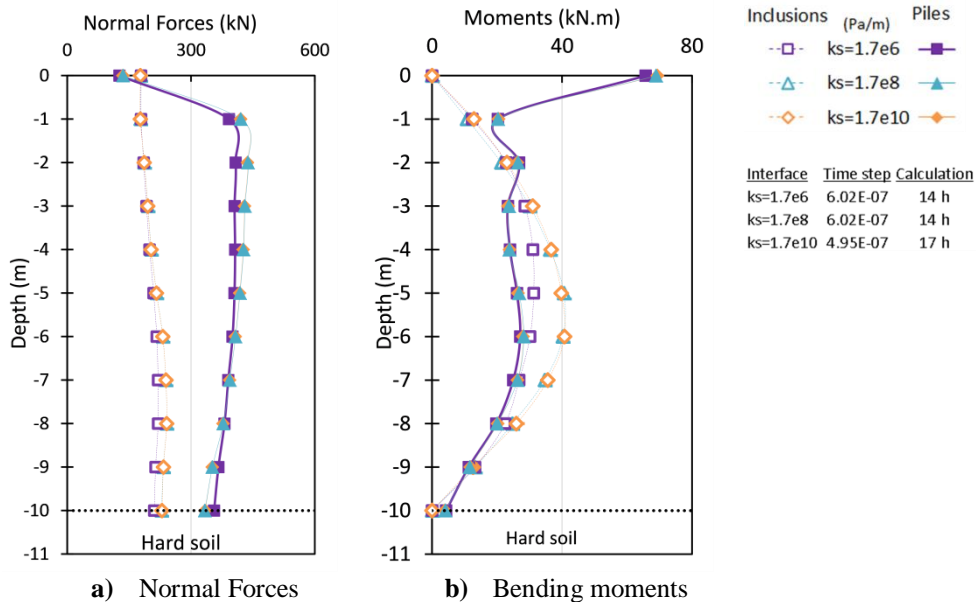 Normal Forces (kN)
0 300 600
0
-1
-2
-3
-4
-5
-6
-7
-8
-9
-10
-11
Depth (m)
Hard soil
a) Normal Forces
Moments (kN.m)
0 40 80
0
-1
-2
-3
-4
-5
-6
-7
-8
-9
-10
-11
Depth (m)
Hard soil
b) Bending moments
Inclusions (Pa/m) Piles
ks=1.7e6
ks=1.7e8
ks=1.7e10
Interface Time step Calculation
ks=1.7e6 6.02E-07 14 h
ks=1.7e8 6.02E-07 14 h
ks=1.7e10 4.95E-07 17 h